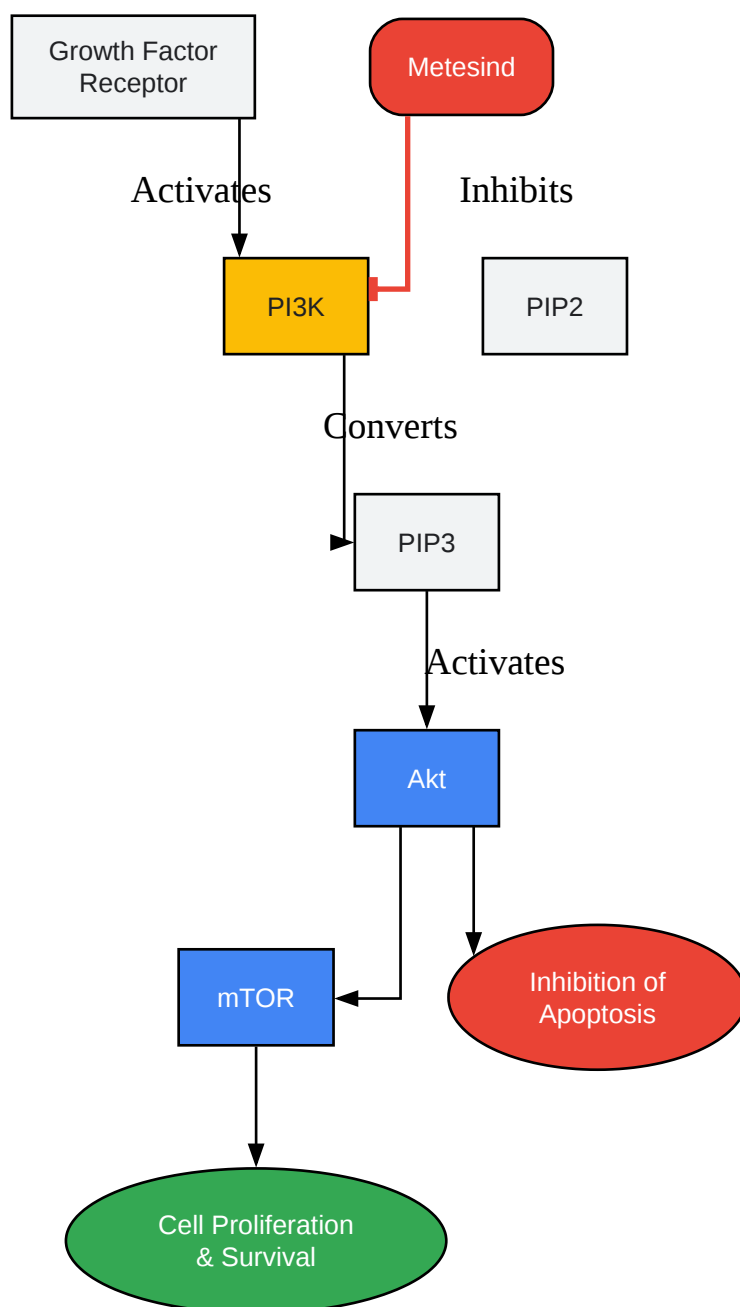 Growth Factor
Receptor
Metesind
Activates
Inhibits
PI3K
PIP2
Converts
PIP3
Activates
Akt
mTOR
Inhibition of
Apoptosis
Cell Proliferation
& Survival